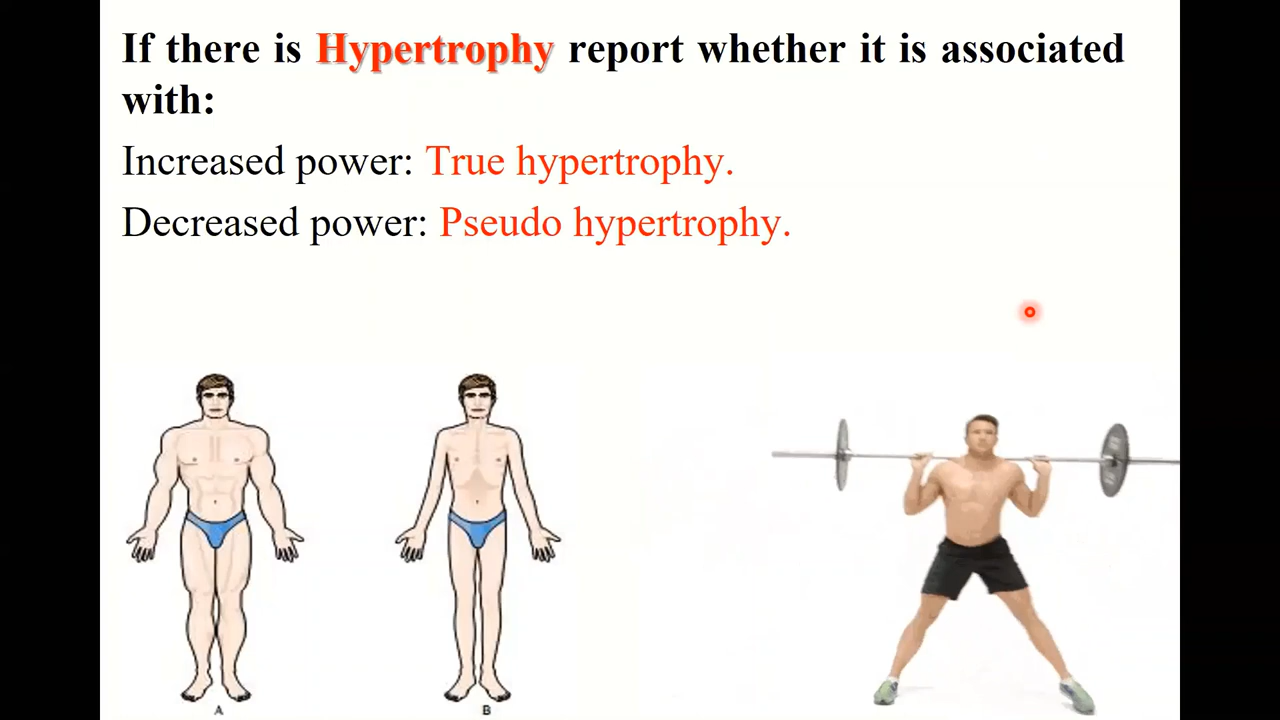 If there is Hypertrophy report whether it is associated
with:
Increased power: True hypertrophy.
Decreased power: Pseudo hypertrophy.
A
B